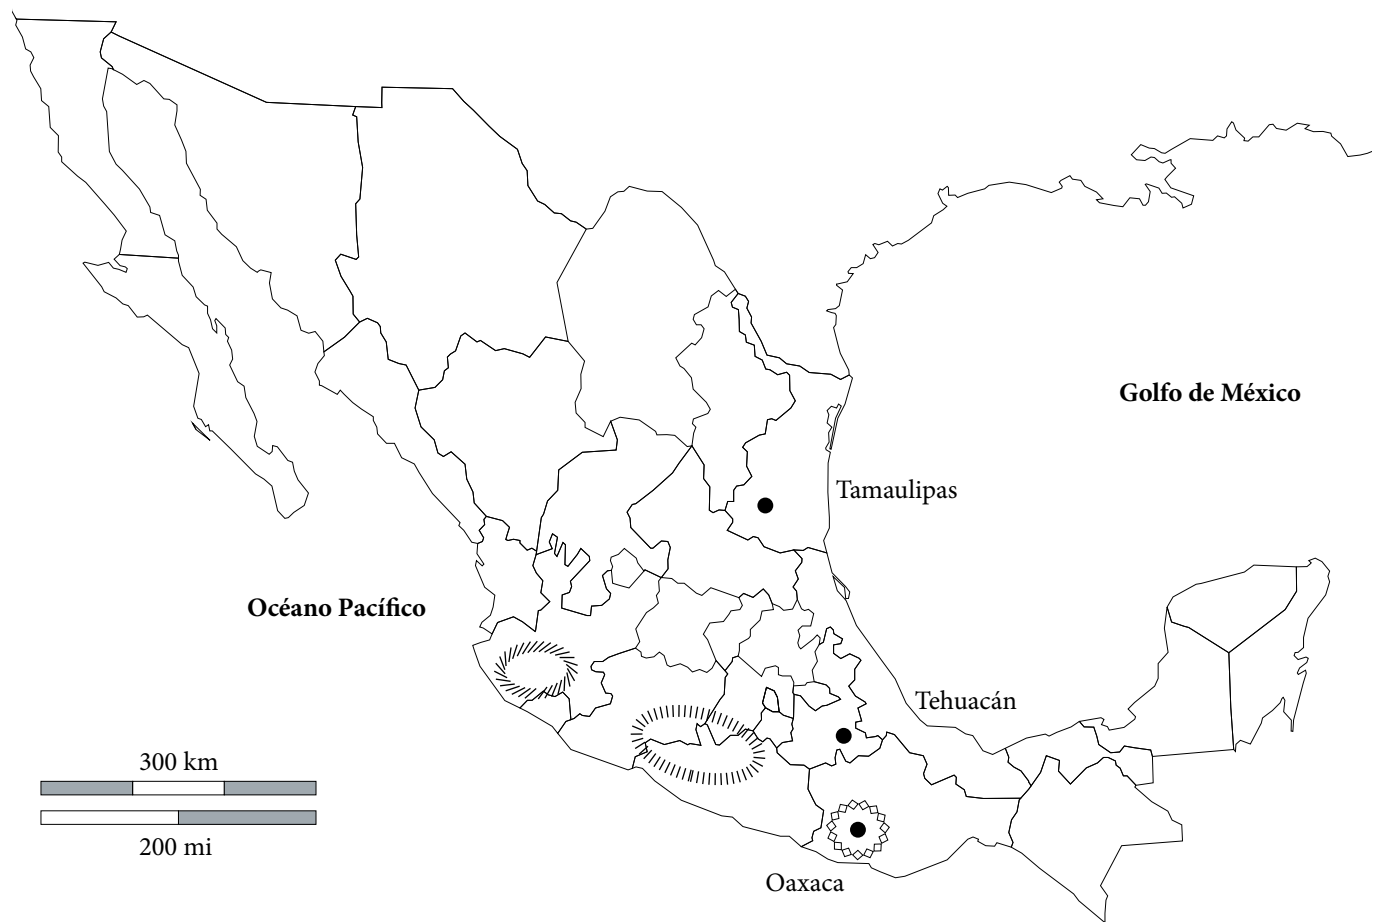 Golfo de México
Tamaulipas
Océano Pacífico
Tehuacán
300 km
200 mi
Oaxaca